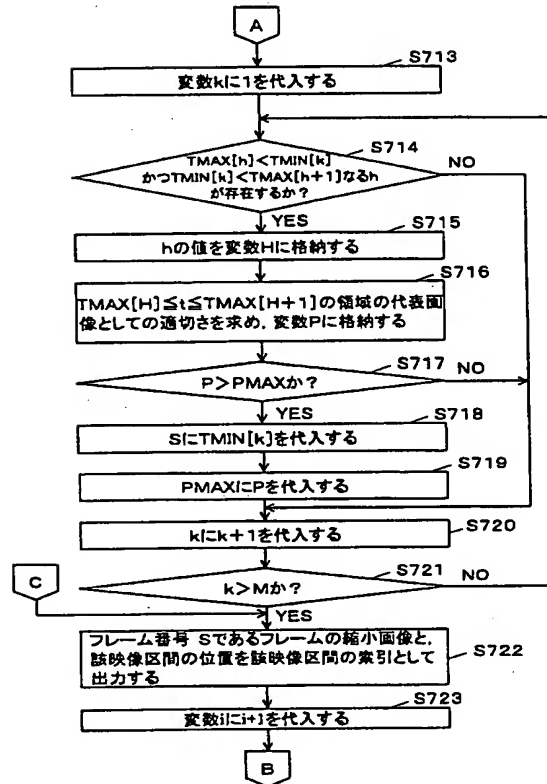 A
S713
変数kに1を代入する
S714
TMAX[h]<TMIN[k]
かつTMIN[k]<TMAX[h+1]なるh
が存在するか?
NO
YES
S715
hの値を変数Hに格納する
S716
TMAX[H]≦t≦TMAX[H+1]の領域の代表画
像としての適切さを求め,変数Pに格納する
S717
P>PMAXか?
NO
YES
S718
SにTMIN[k]を代入する
S719
PMAXにPを代入する
S720
kにk+1を代入する
C
S721
k>Mか?
NO
YES
フレーム番号 Sであるフレームの縮小画像と,
該映像区間の位置を該映像区間の索引として
出力する
S722
S723
変数iにi+1を代入する
B